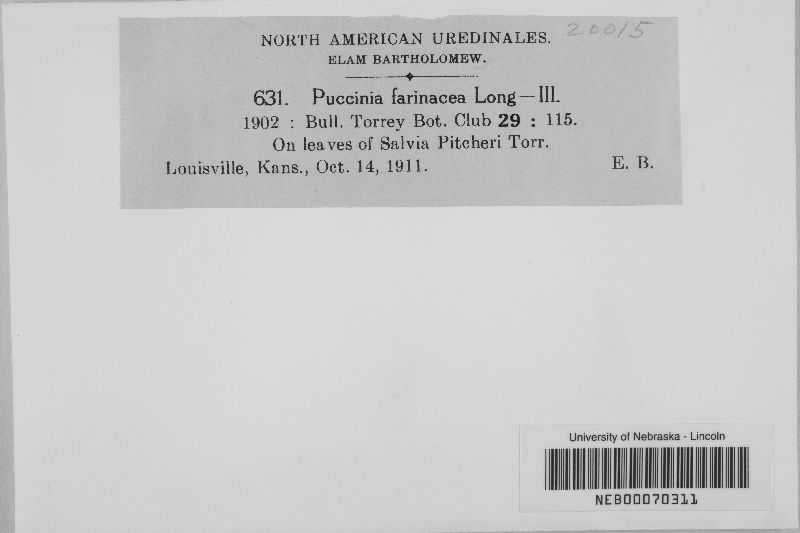 20015
NORTH AMERICAN UREDINALES.
ELAM BARTHOLOMEW.
631. Puccinia farinacea Long—III.
1902 : Bull. Torrey Bot. Club 29 : 115.
On leaves of Salvia Pitcheri Torr.
Louisville, Kans., Oct. 14, 1911. E. B.
University of Nebraska - Lincoln
NEB00070311